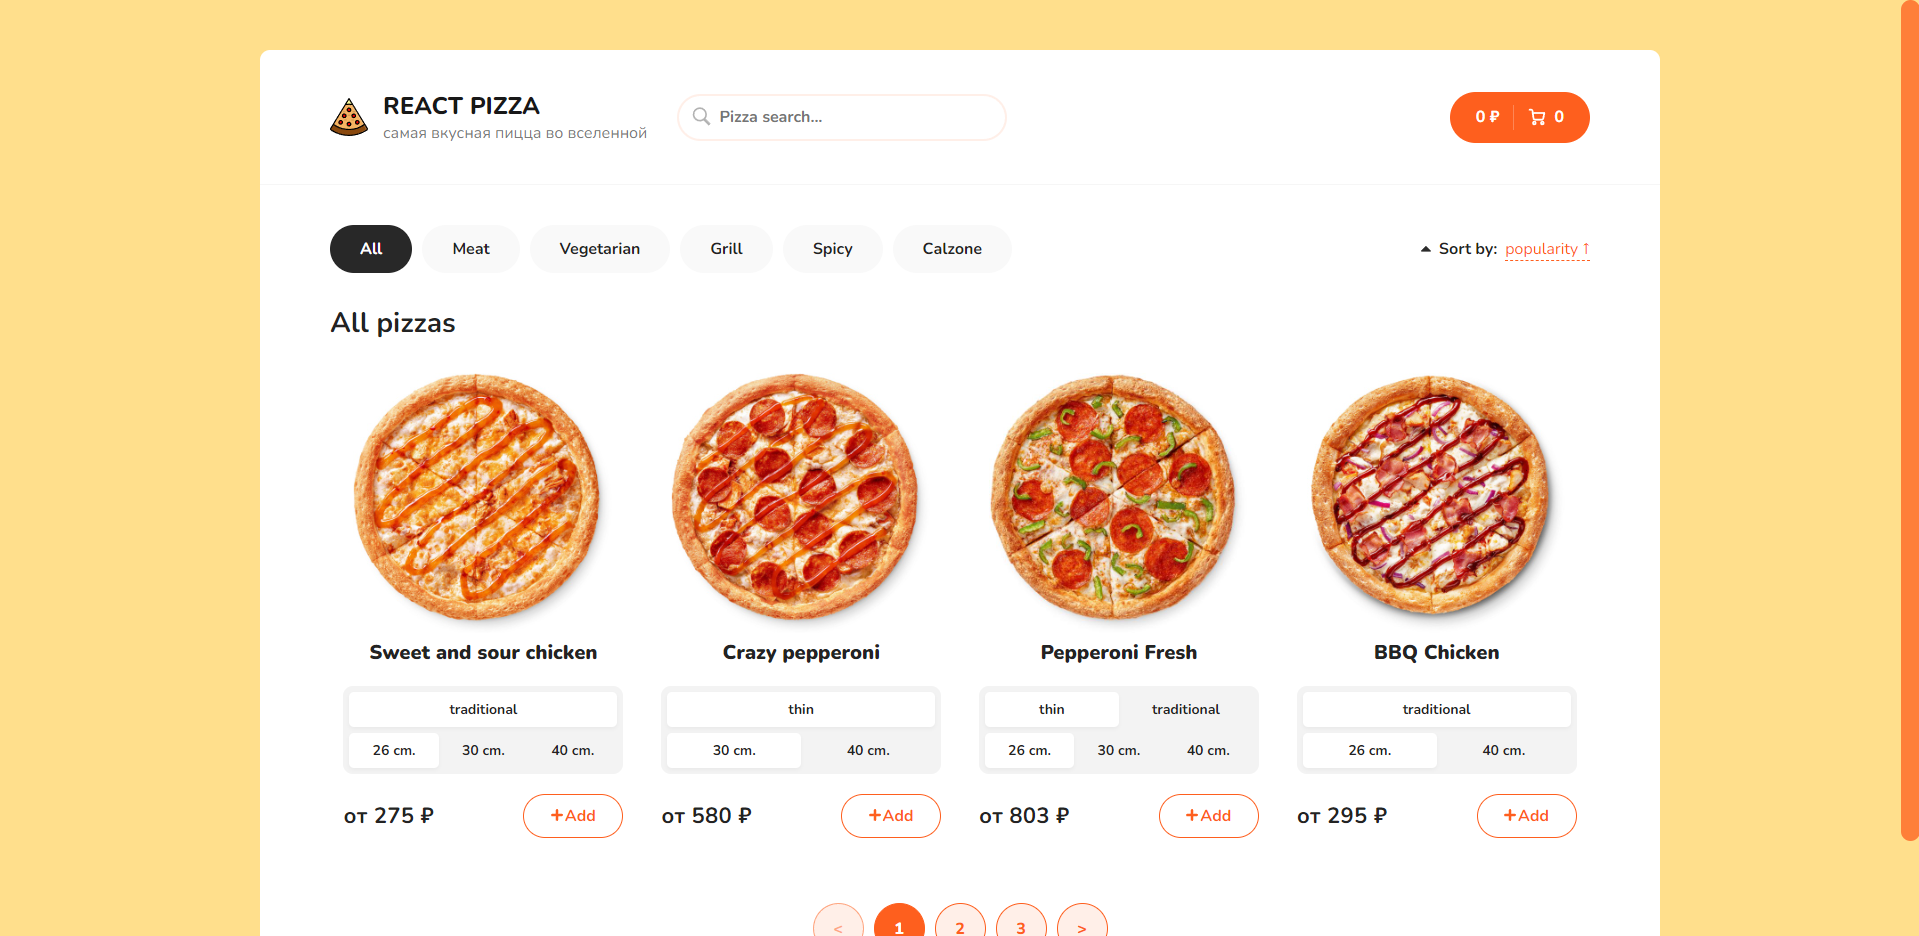 REACT PIZZA
самая вкусная пицца во вселенной
Pizza search...
0 ₽ 0
All Meat Vegetarian Grill Spicy Calzone
Sort by: popularity ↑
All pizzas
Sweet and sour chicken
traditional
26 cm. 30 cm. 40 cm.
от 275 ₽ +Add
Crazy pepperoni
thin
30 cm. 40 cm.
от 580 ₽ +Add
Pepperoni Fresh
thin traditional
26 cm. 30 cm. 40 cm.
от 803 ₽ +Add
BBQ Chicken
traditional
26 cm. 40 cm.
от 295 ₽ +Add
< 1 2 3 >